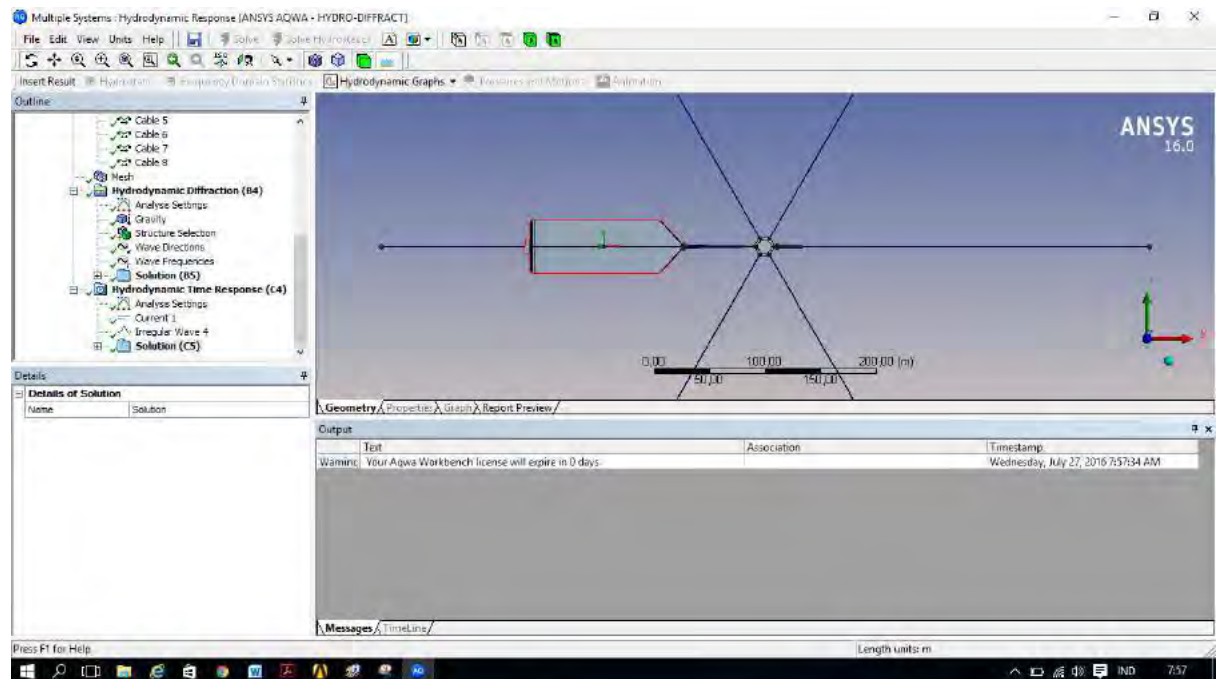 Multiple Systems : Hydrodynamic Response [ANSYS AQWA - HYDRO-DIFFRACT]
File Edit View Units Help Solve
Insert Result Hydrodynamic Graphs Pressures and Motions Animation
Outline
Cable 5
Cable 6
Cable 7
Cable 8
Mesh
Hydrodynamic Diffraction (B4)
Analyse Settings
Gravity
Structure Selection
Wave Directions
Wave Frequencies
Solution (B5)
Hydrodynamic Time Response (C4)
Analyse Settings
Current 1
Irregular Wave 4
Solution (C5)
Details
Details of Solution
Name Solution
ANSYS
16.0
0,00 100,00 200,00 (m)
50,00 150,00
Geometry Properties Graph Report Preview
Output
Text Association Timestamp
Your Aqwa Workbench license will expire in 0 days Wednesday, July 27, 2016 7:57:34 AM
Messages TimeLine
Press F1 for Help Length units: m
IND 7:57